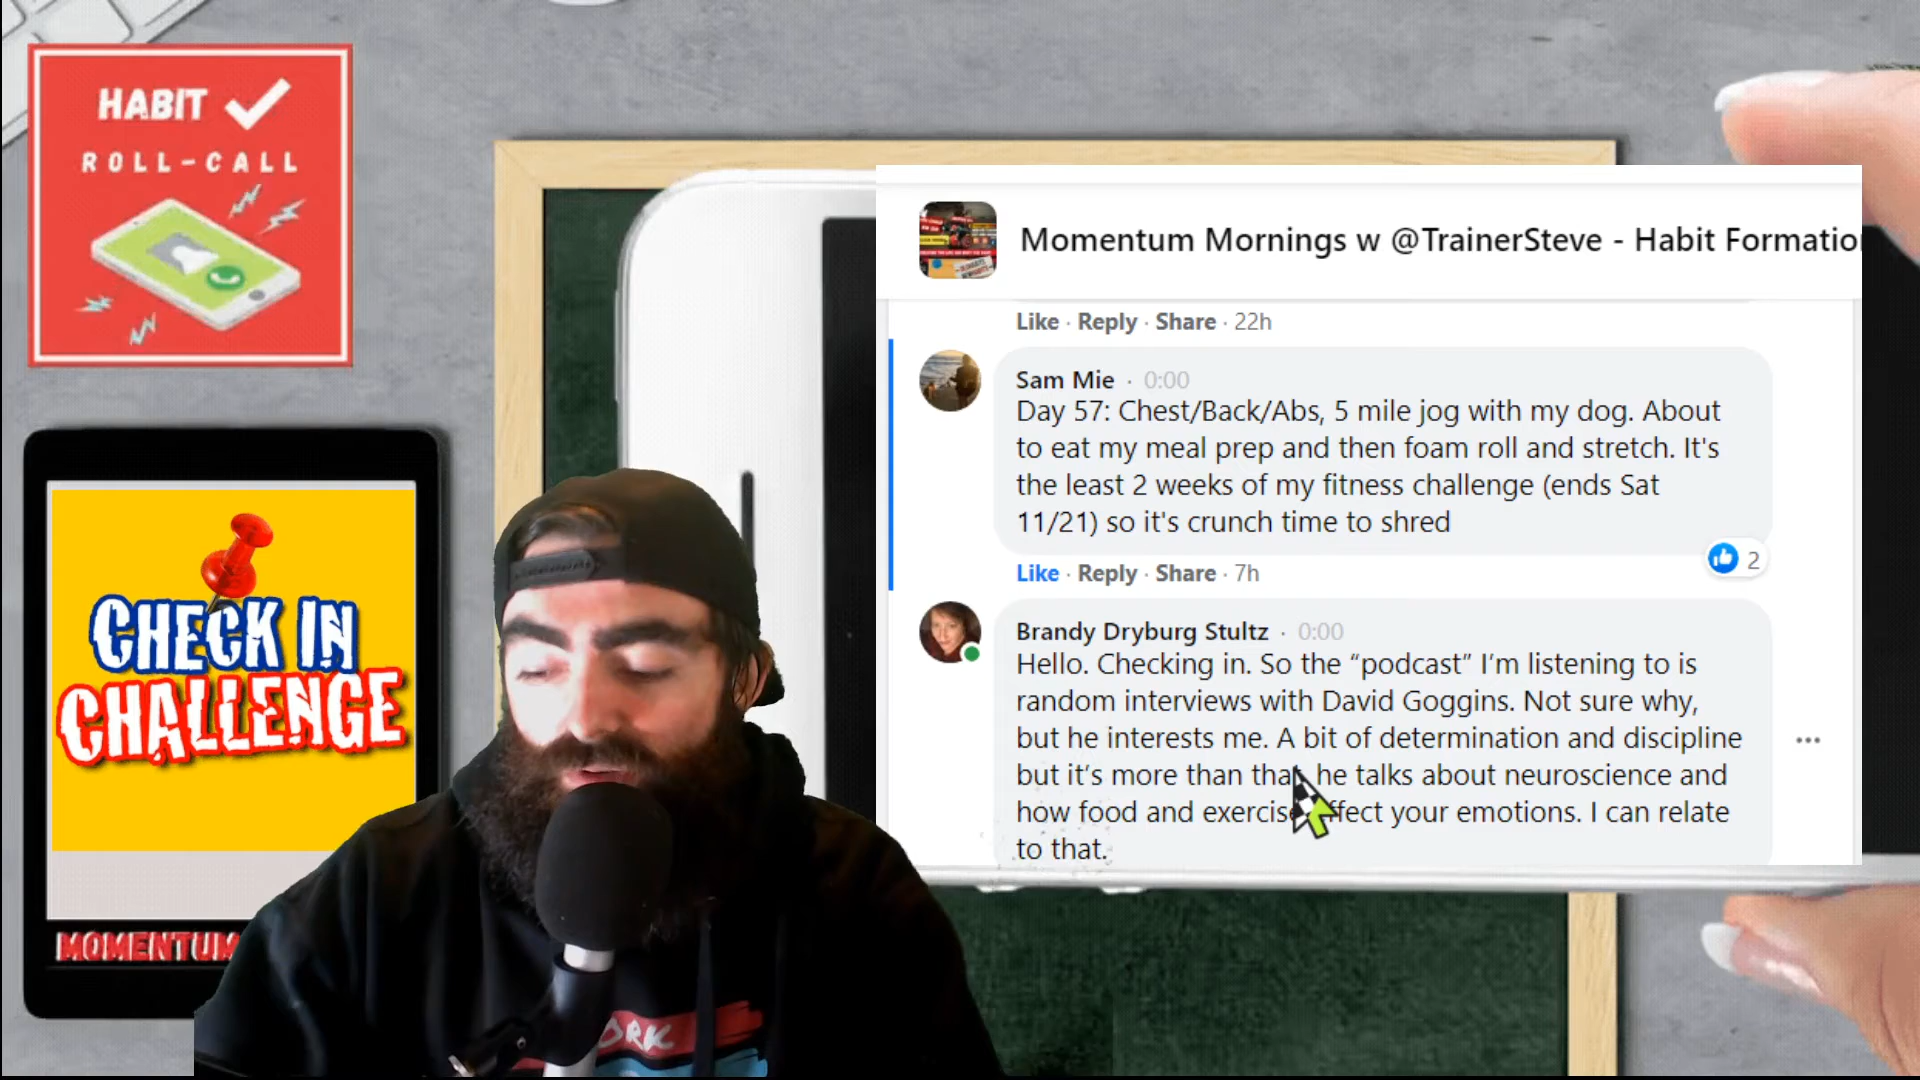 HABIT
ROLL-CALL
CHECK IN
CHALLENGE
MOMENTUM
Momentum Mornings w @TrainerSteve - Habit Formatio
Like · Reply · Share · 22h
Sam Mie · 0:00
Day 57: Chest/Back/Abs, 5 mile jog with my dog. About
to eat my meal prep and then foam roll and stretch. It's
the least 2 weeks of my fitness challenge (ends Sat
11/21) so it's crunch time to shred
2
Like · Reply · Share · 7h
Brandy Dryburg Stultz · 0:00
Hello. Checking in. So the “podcast” I’m listening to is
random interviews with David Goggins. Not sure why,
but he interests me. A bit of determination and discipline
but it’s more than that, he talks about neuroscience and
how food and exercise affect your emotions. I can relate
to that.
ORK